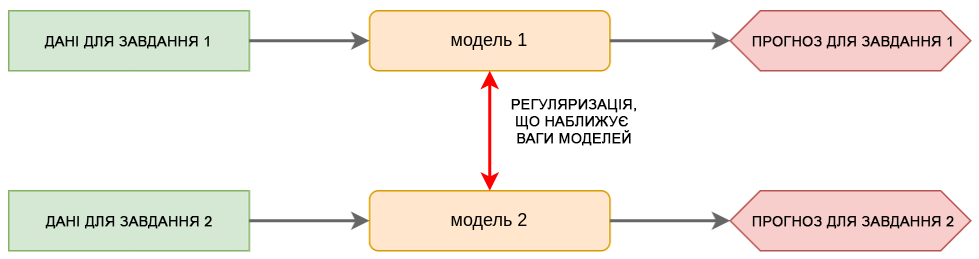 ДАНІ ДЛЯ ЗАВДАННЯ 1
модель 1
ПРОГНОЗ ДЛЯ ЗАВДАННЯ 1
РЕГУЛЯРИЗАЦІЯ,
ЩО НАБЛИЖУЄ
ВАГИ МОДЕЛЕЙ
ДАНІ ДЛЯ ЗАВДАННЯ 2
модель 2
ПРОГНОЗ ДЛЯ ЗАВДАННЯ 2